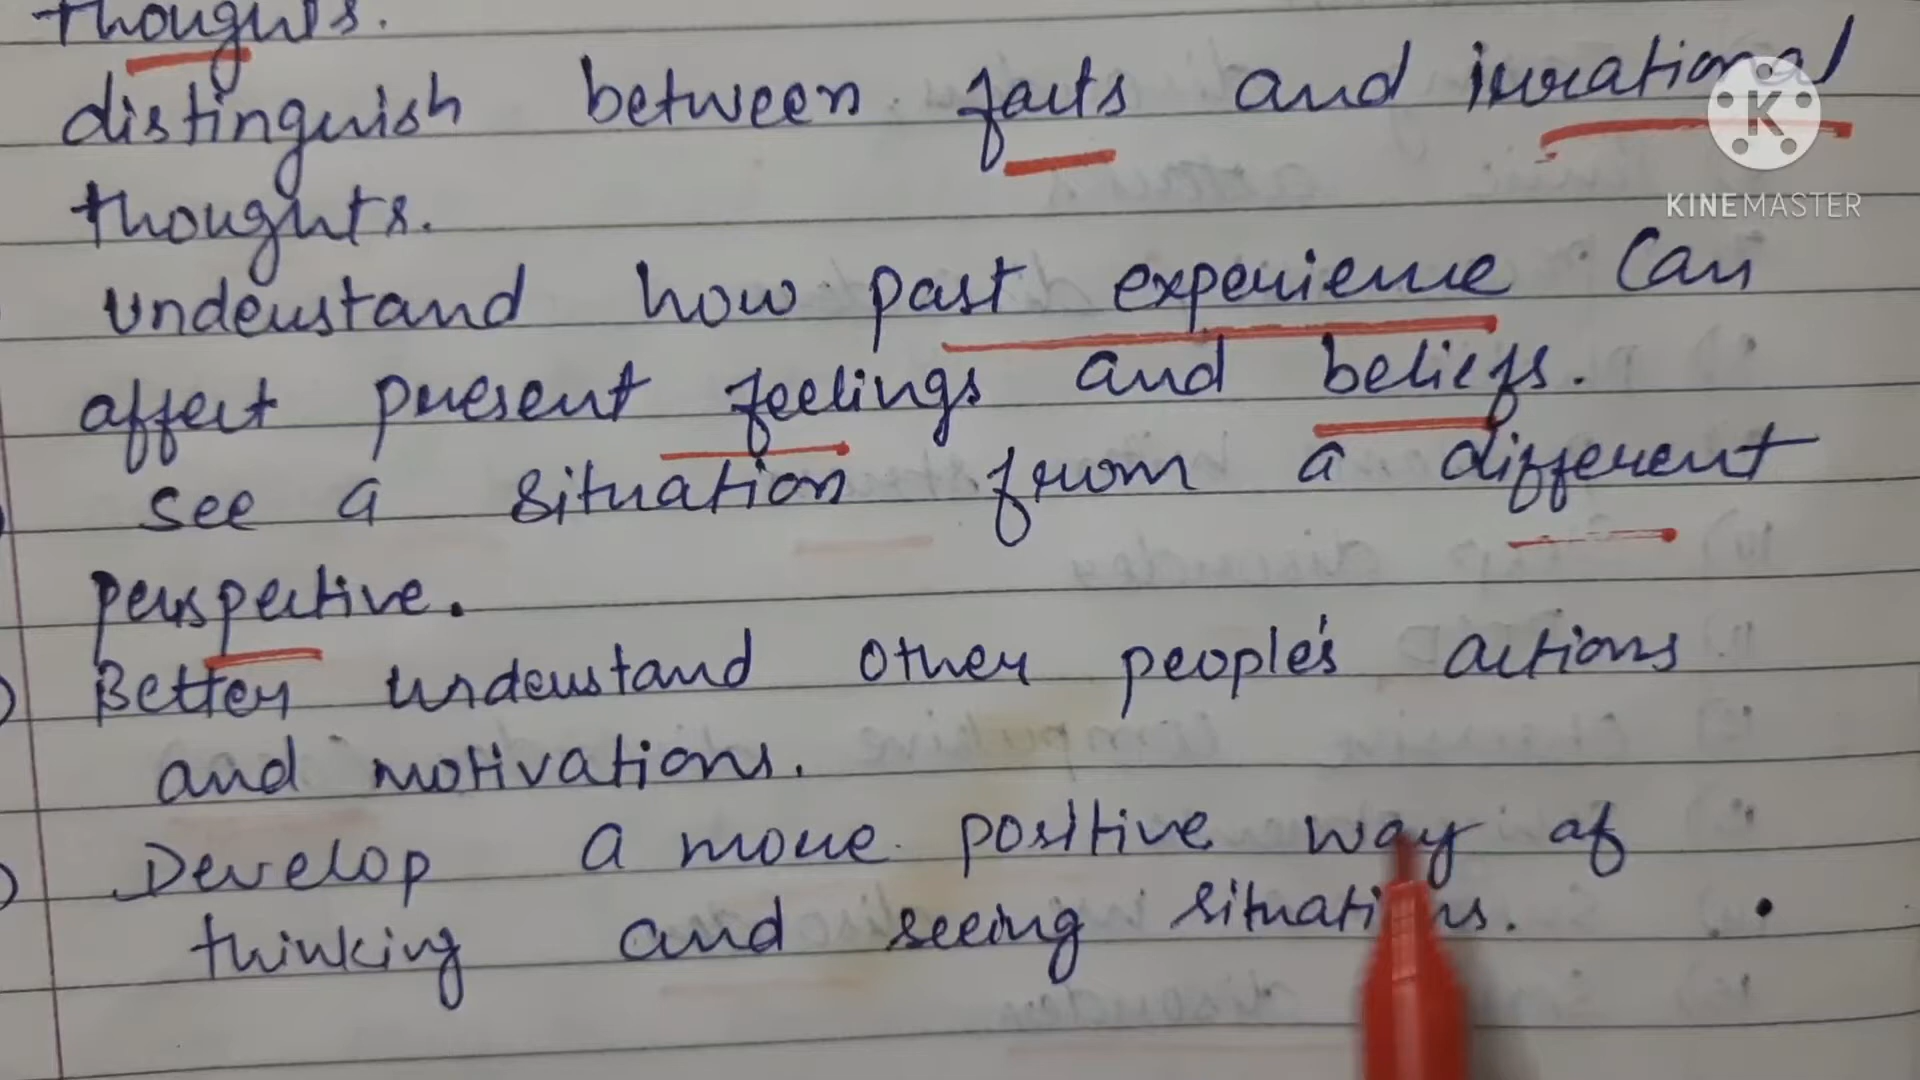 thoughts.
distinguish between facts and irrational
thoughts.
understand how past experience can
affect present feelings and beliefs.
see a situation from a different
perspective.
Better understand other people's actions
and motivations.
Develop a more positive way of
thinking and seeing situations.
KINEMASTER